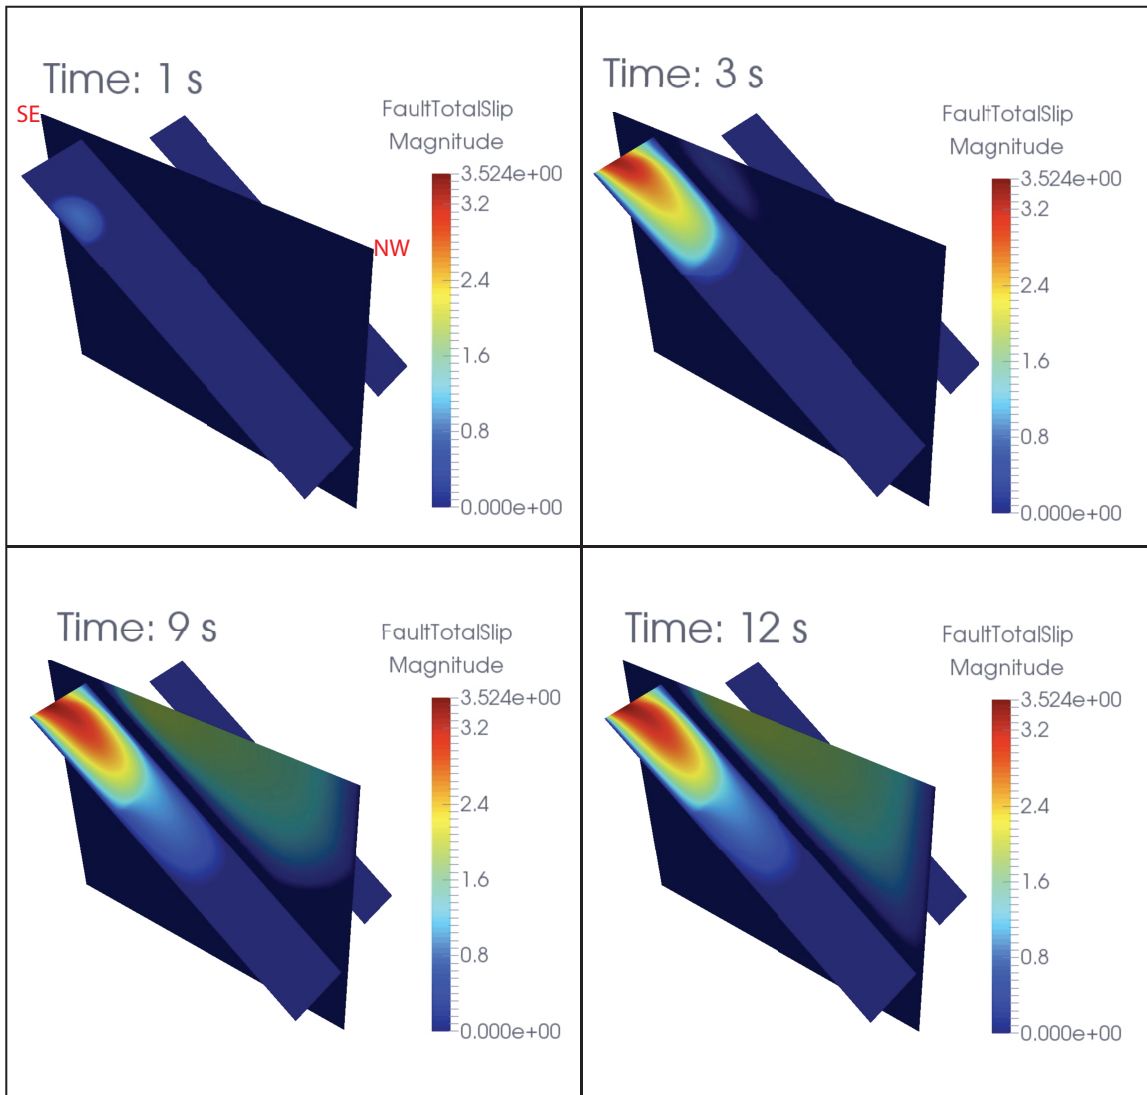 Time: 1 s
SE
NW
FaultTotalSlip
Magnitude
3.524e+00
3.2
2.4
1.6
0.8
0.000e+00
Time: 3 s
FaultTotalSlip
Magnitude
3.524e+00
3.2
2.4
1.6
0.8
0.000e+00
Time: 9 s
FaultTotalSlip
Magnitude
3.524e+00
3.2
2.4
1.6
0.8
0.000e+00
Time: 12 s
FaultTotalSlip
Magnitude
3.524e+00
3.2
2.4
1.6
0.8
0.000e+00